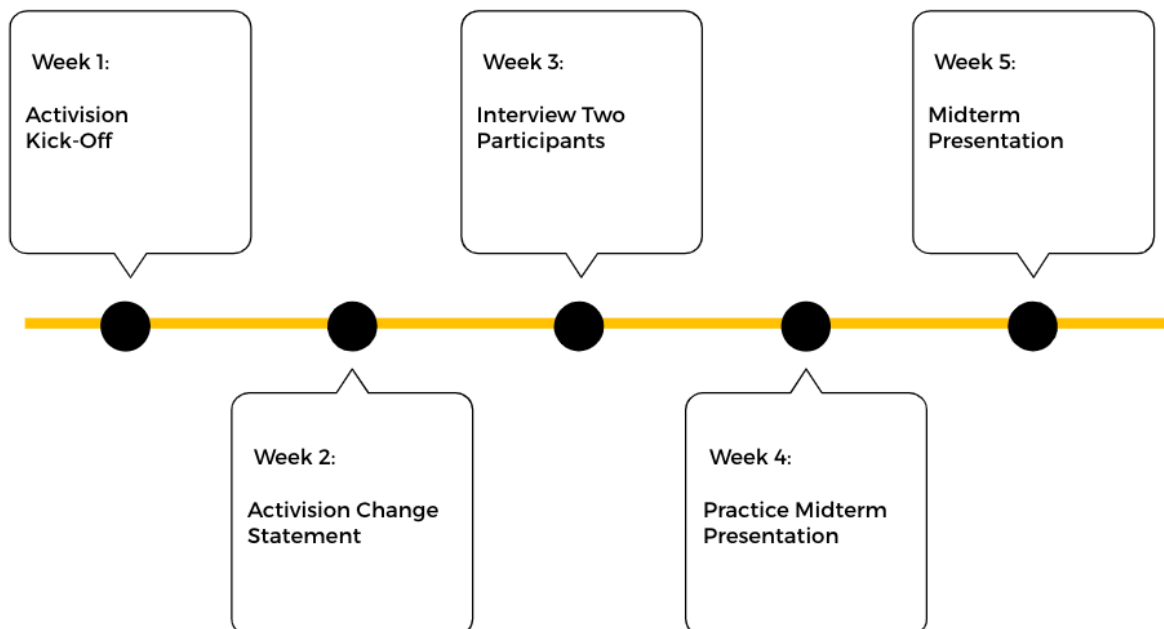 Week 1:
Activision
Kick-Off
Week 2:
Activision Change
Statement
Week 3:
Interview Two
Participants
Week 4:
Practice Midterm
Presentation
Week 5:
Midterm
Presentation